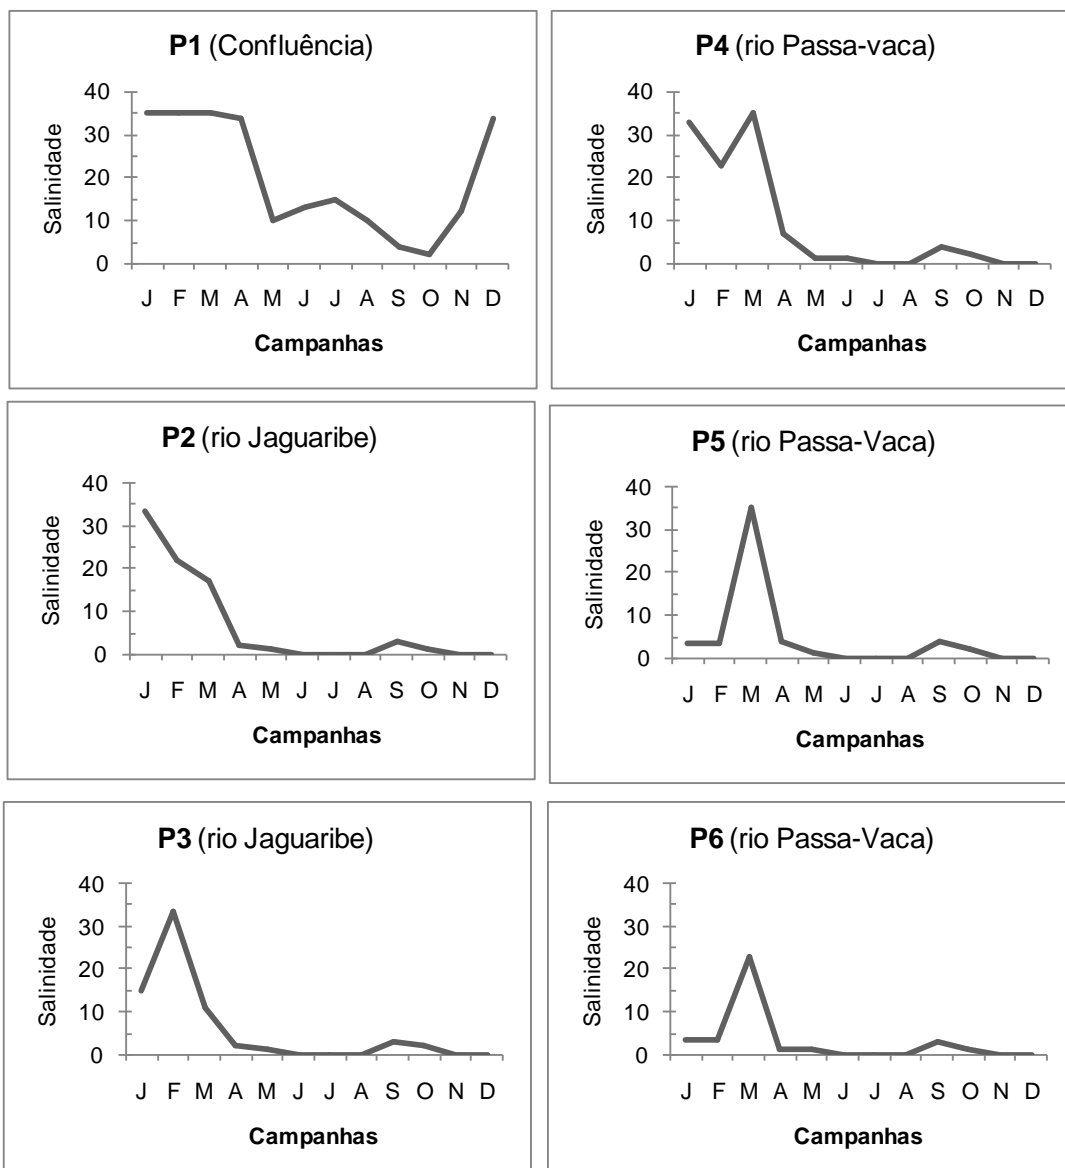 P1 (Confluência)
40
30
20
10
0
Salinidade
J F M A M J J A S O N D
Campanhas
P4 (rio Passa-vaca)
40
30
20
10
0
Salinidade
J F M A M J J A S O N D
Campanhas
P2 (rio Jaguaribe)
40
30
20
10
0
Salinidade
J F M A M J J A S O N D
Campanhas
P5 (rio Passa-Vaca)
40
30
20
10
0
Salinidade
J F M A M J J A S O N D
Campanhas
P3 (rio Jaguaribe)
40
30
20
10
0
Salinidade
J F M A M J J A S O N D
Campanhas
P6 (rio Passa-Vaca)
40
30
20
10
0
Salinidade
J F M A M J J A S O N D
Campanhas